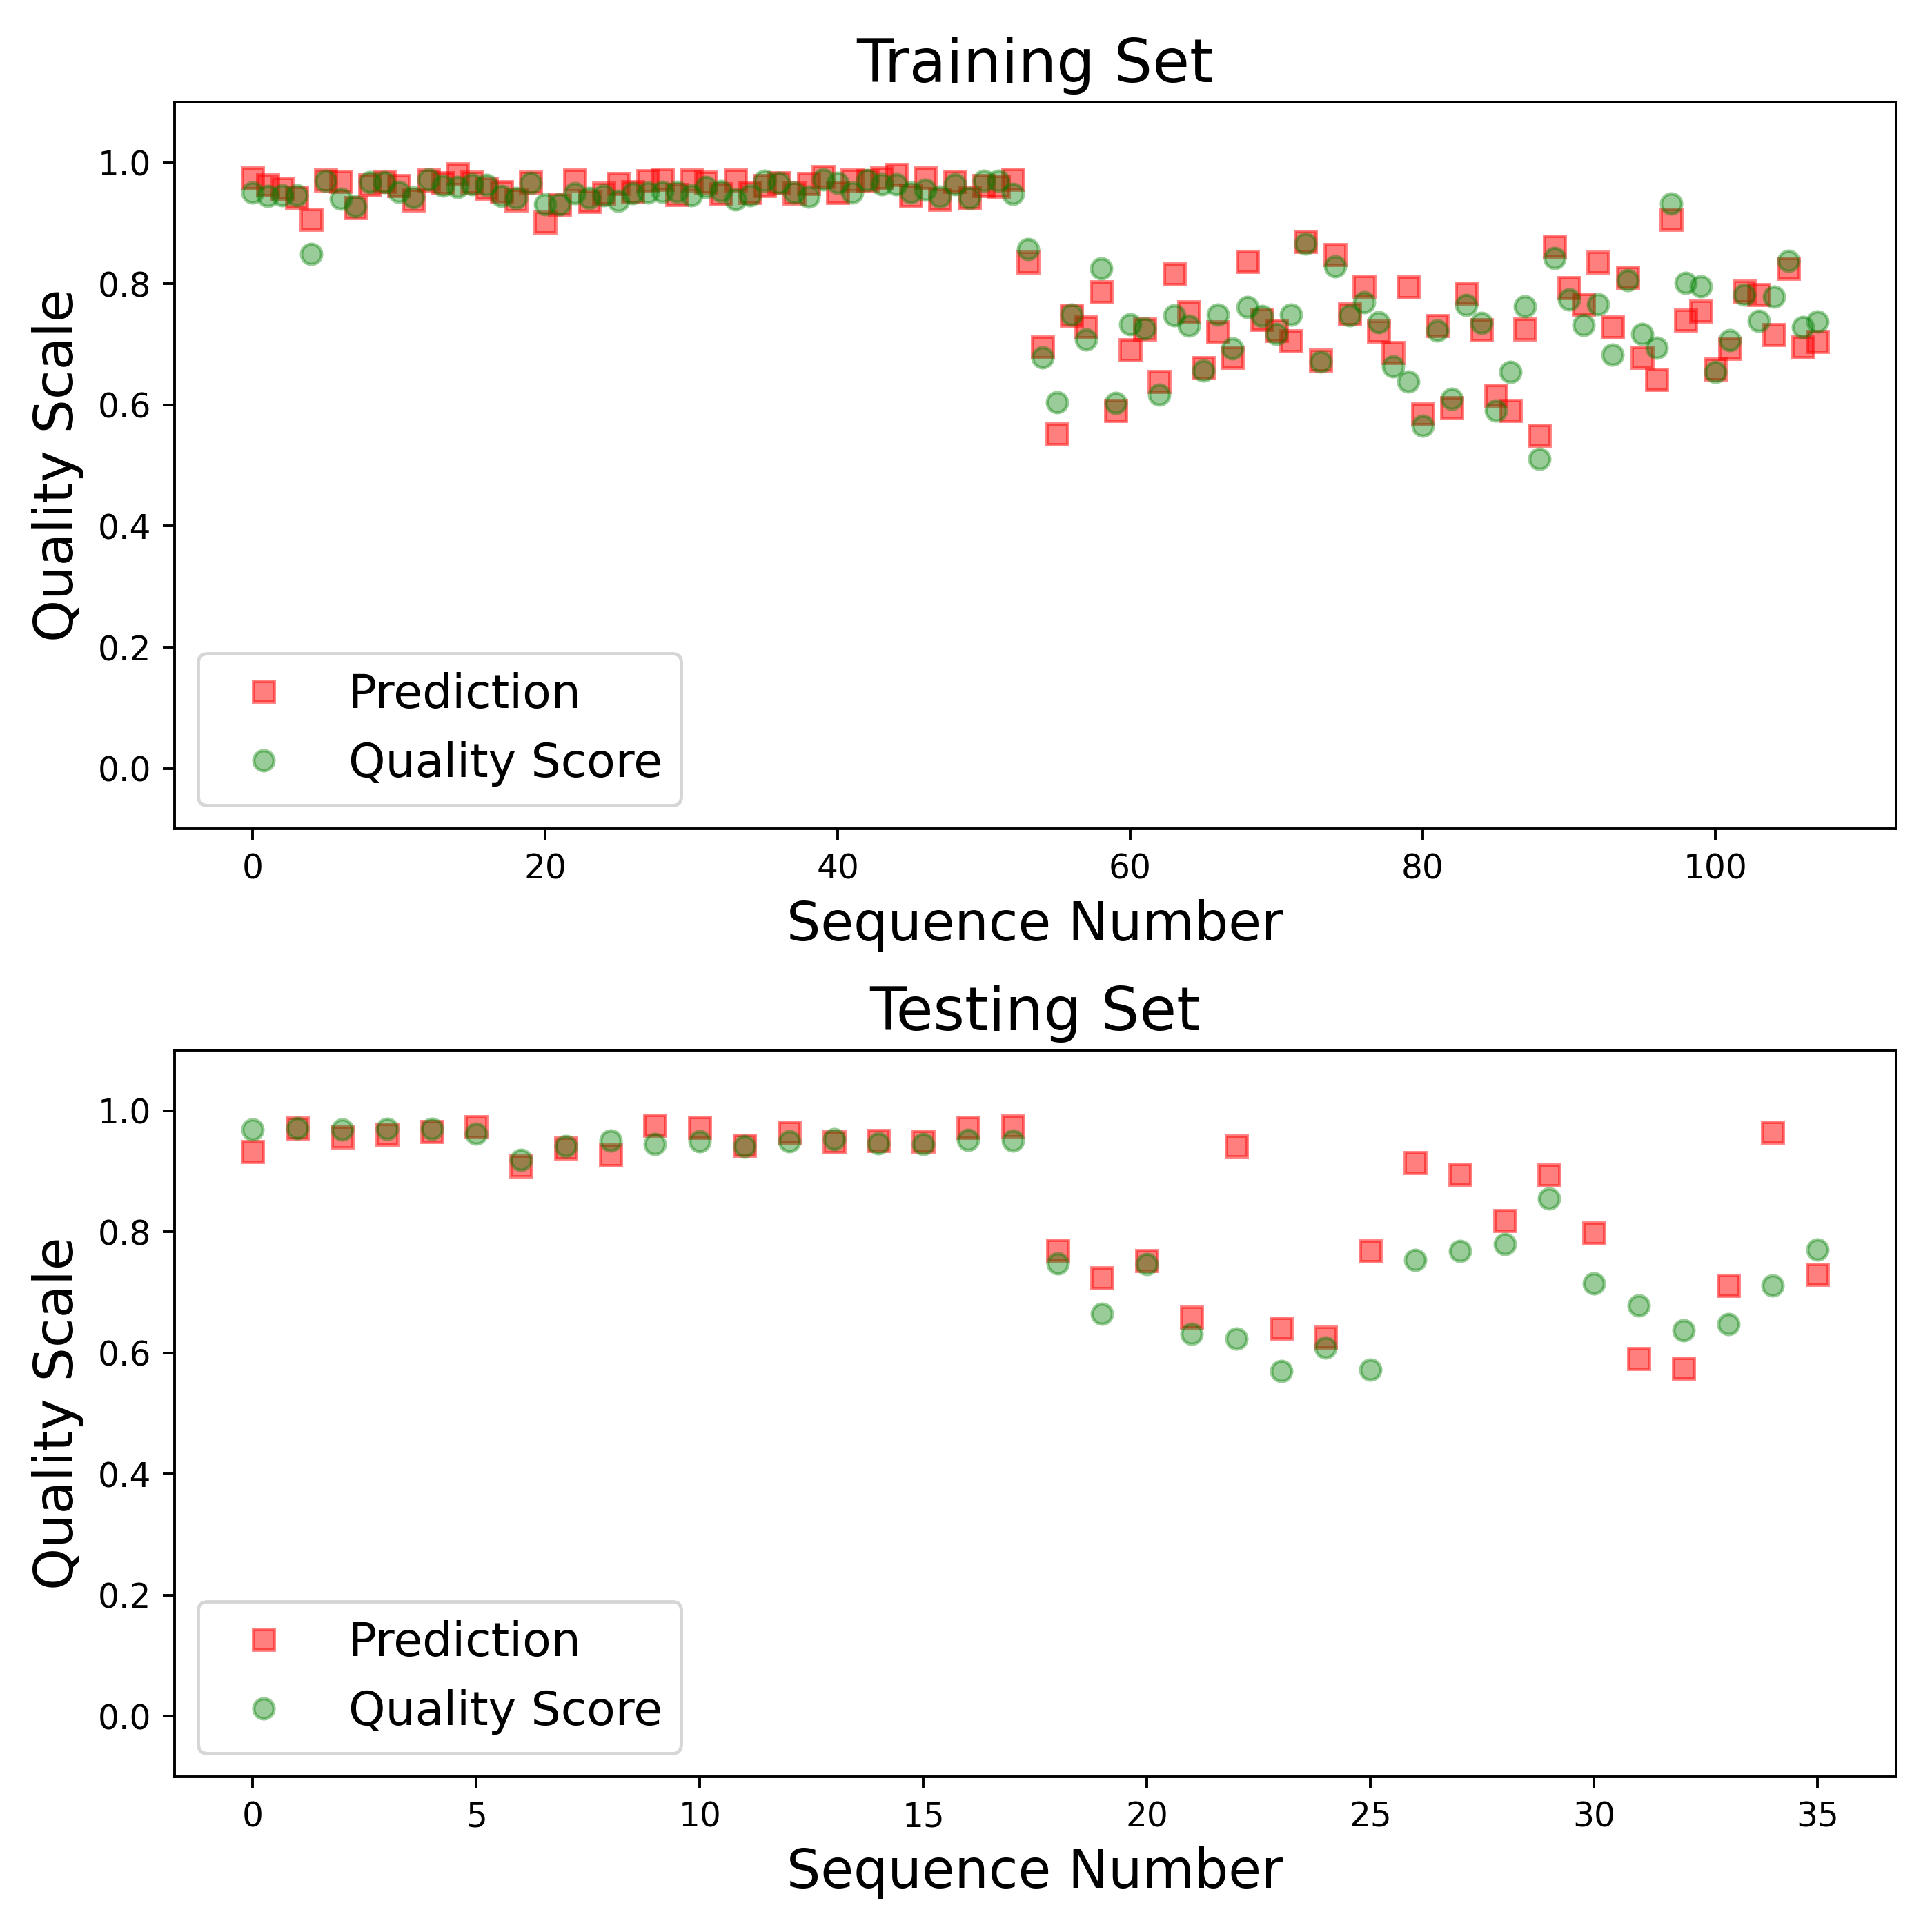 Training Set
Quality Scale
1.0
0.8
0.6
0.4
0.2
0.0
Prediction
Quality Score
0 20 40 60 80 100
Sequence Number
Testing Set
Quality Scale
1.0
0.8
0.6
0.4
0.2
0.0
Prediction
Quality Score
0 5 10 15 20 25 30 35
Sequence Number